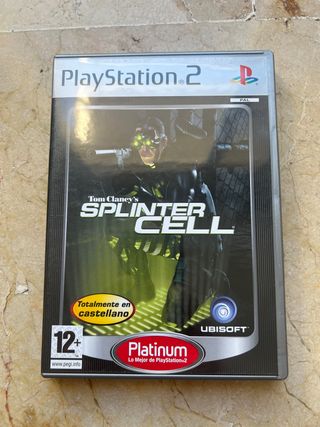 PlayStation 2
PAL
Tom Clancy's
SPLINTER
CELL
Totalmente en
castellano
12+
www.pegi.info
UBISOFT
Platinum
Lo Mejor de PlayStation 2